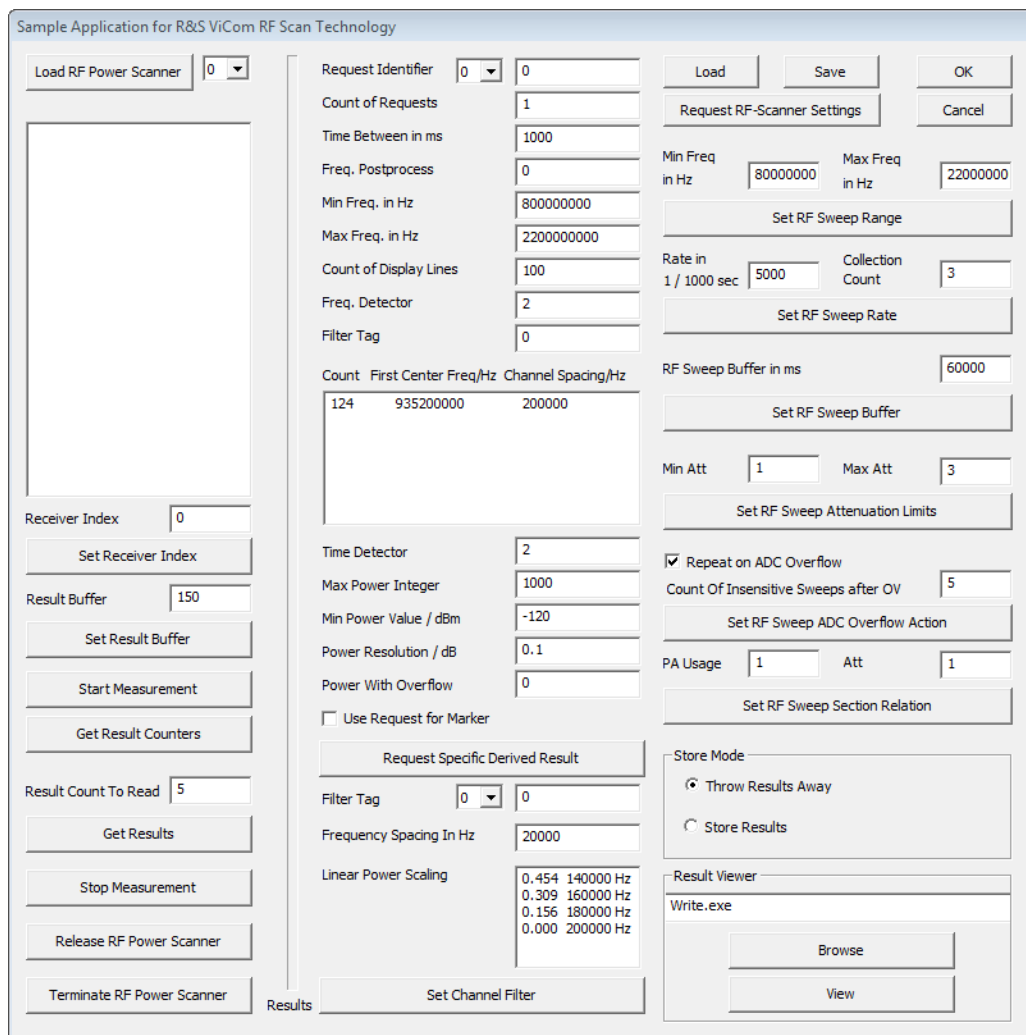 Sample Application for R&S ViCom RF Scan Technology
Load RF Power Scanner 0
Receiver Index 0
Set Receiver Index
Result Buffer 150
Set Result Buffer
Start Measurement
Get Result Counters
Result Count To Read 5
Get Results
Stop Measurement
Release RF Power Scanner
Terminate RF Power Scanner
Results
Request Identifier 0 0
Count of Requests 1
Time Between in ms 1000
Freq. Postprocess 0
Min Freq. in Hz 800000000
Max Freq. in Hz 2200000000
Count of Display Lines 100
Freq. Detector 2
Filter Tag 0
Count First Center Freq/Hz Channel Spacing/Hz
124 935200000 200000
Time Detector 2
Max Power Integer 1000
Min Power Value / dBm -120
Power Resolution / dB 0.1
Power With Overflow 0
Use Request for Marker
Request Specific Derived Result
Filter Tag 0 0
Frequency Spacing In Hz 20000
Linear Power Scaling
0.454 140000 Hz
0.309 160000 Hz
0.156 180000 Hz
0.000 200000 Hz
Set Channel Filter
Load Save OK
Request RF-Scanner Settings Cancel
Min Freq
in Hz 80000000
Max Freq
in Hz 22000000
Set RF Sweep Range
Rate in
1 / 1000 sec 5000
Collection
Count 3
Set RF Sweep Rate
RF Sweep Buffer in ms 60000
Set RF Sweep Buffer
Min Att 1 Max Att 3
Set RF Sweep Attenuation Limits
Repeat on ADC Overflow
Count Of Insensitive Sweeps after OV 5
Set RF Sweep ADC Overflow Action
PA Usage 1 Att 1
Set RF Sweep Section Relation
Store Mode
Throw Results Away
Store Results
Result Viewer
Write.exe
Browse
View